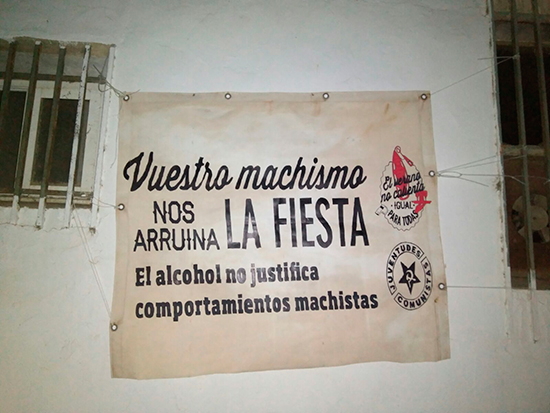 Vuestro machismo
NOS
ARRUINA LA FIESTA
El alcohol no justifica
comportamientos machistas
El verano
no calienta
IGUAL
PARA TODAS
JUVENTUDES
COMUNISTAS